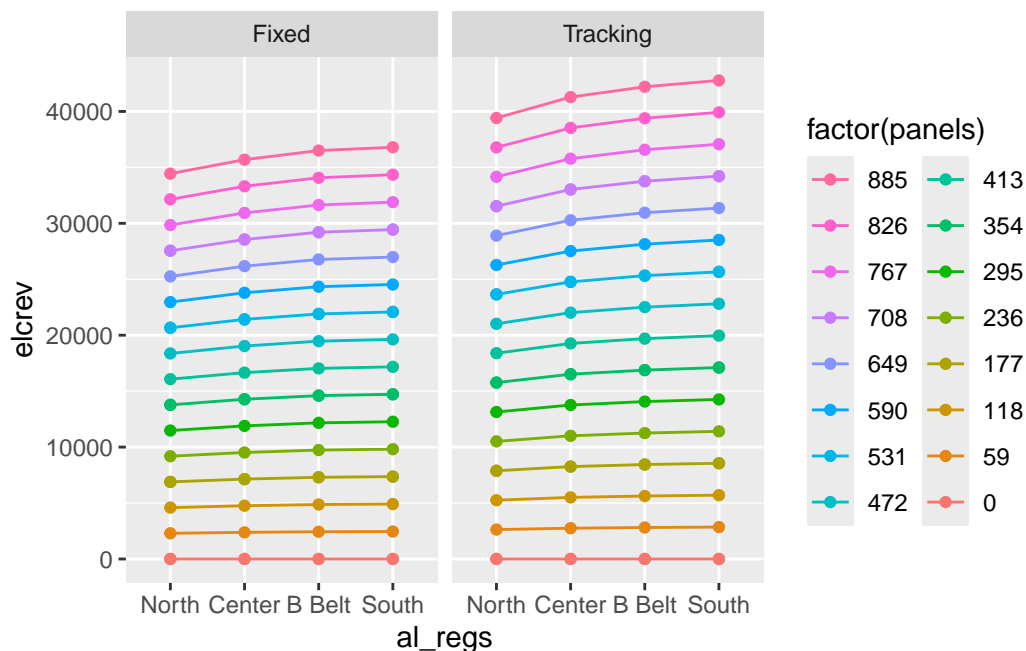 Fixed Tracking
40000
30000
20000
10000
0
elcrev
North Center B Belt South North Center B Belt South
al_regs
factor(panels)
885 413
826 354
767 295
708 236
649 177
590 118
531 59
472 0